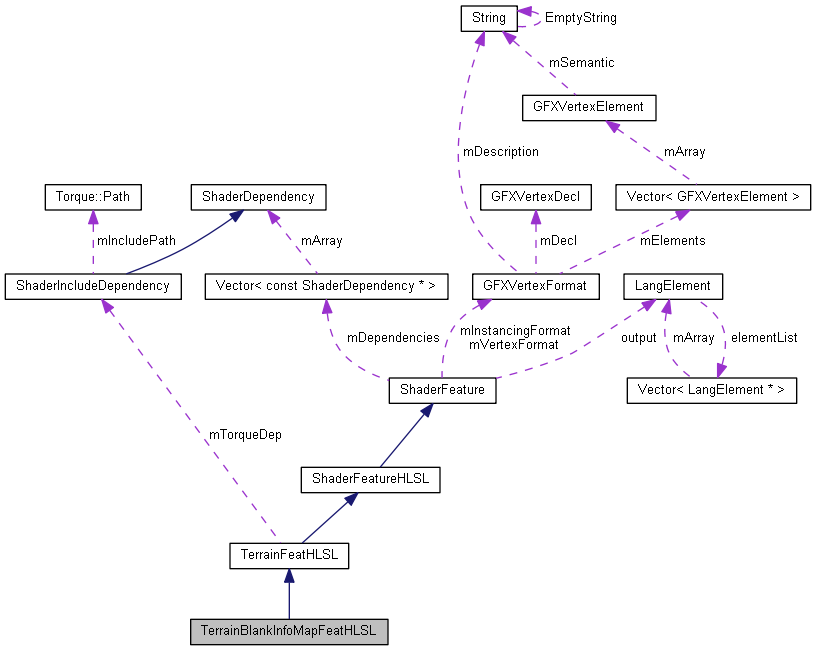 String
EmptyString
mSemantic
GFXVertexElement
mDescription
mArray
Torque::Path
ShaderDependency
GFXVertexDecl
Vector< GFXVertexElement >
mIncludePath
mArray
mDecl
mElements
ShaderIncludeDependency
Vector< const ShaderDependency * >
GFXVertexFormat
LangElement
mDependencies
mInstancingFormat
mVertexFormat
output
mArray
elementList
ShaderFeature
Vector< LangElement * >
mTorqueDep
ShaderFeatureHLSL
TerrainFeatHLSL
TerrainBlankInfoMapFeatHLSL